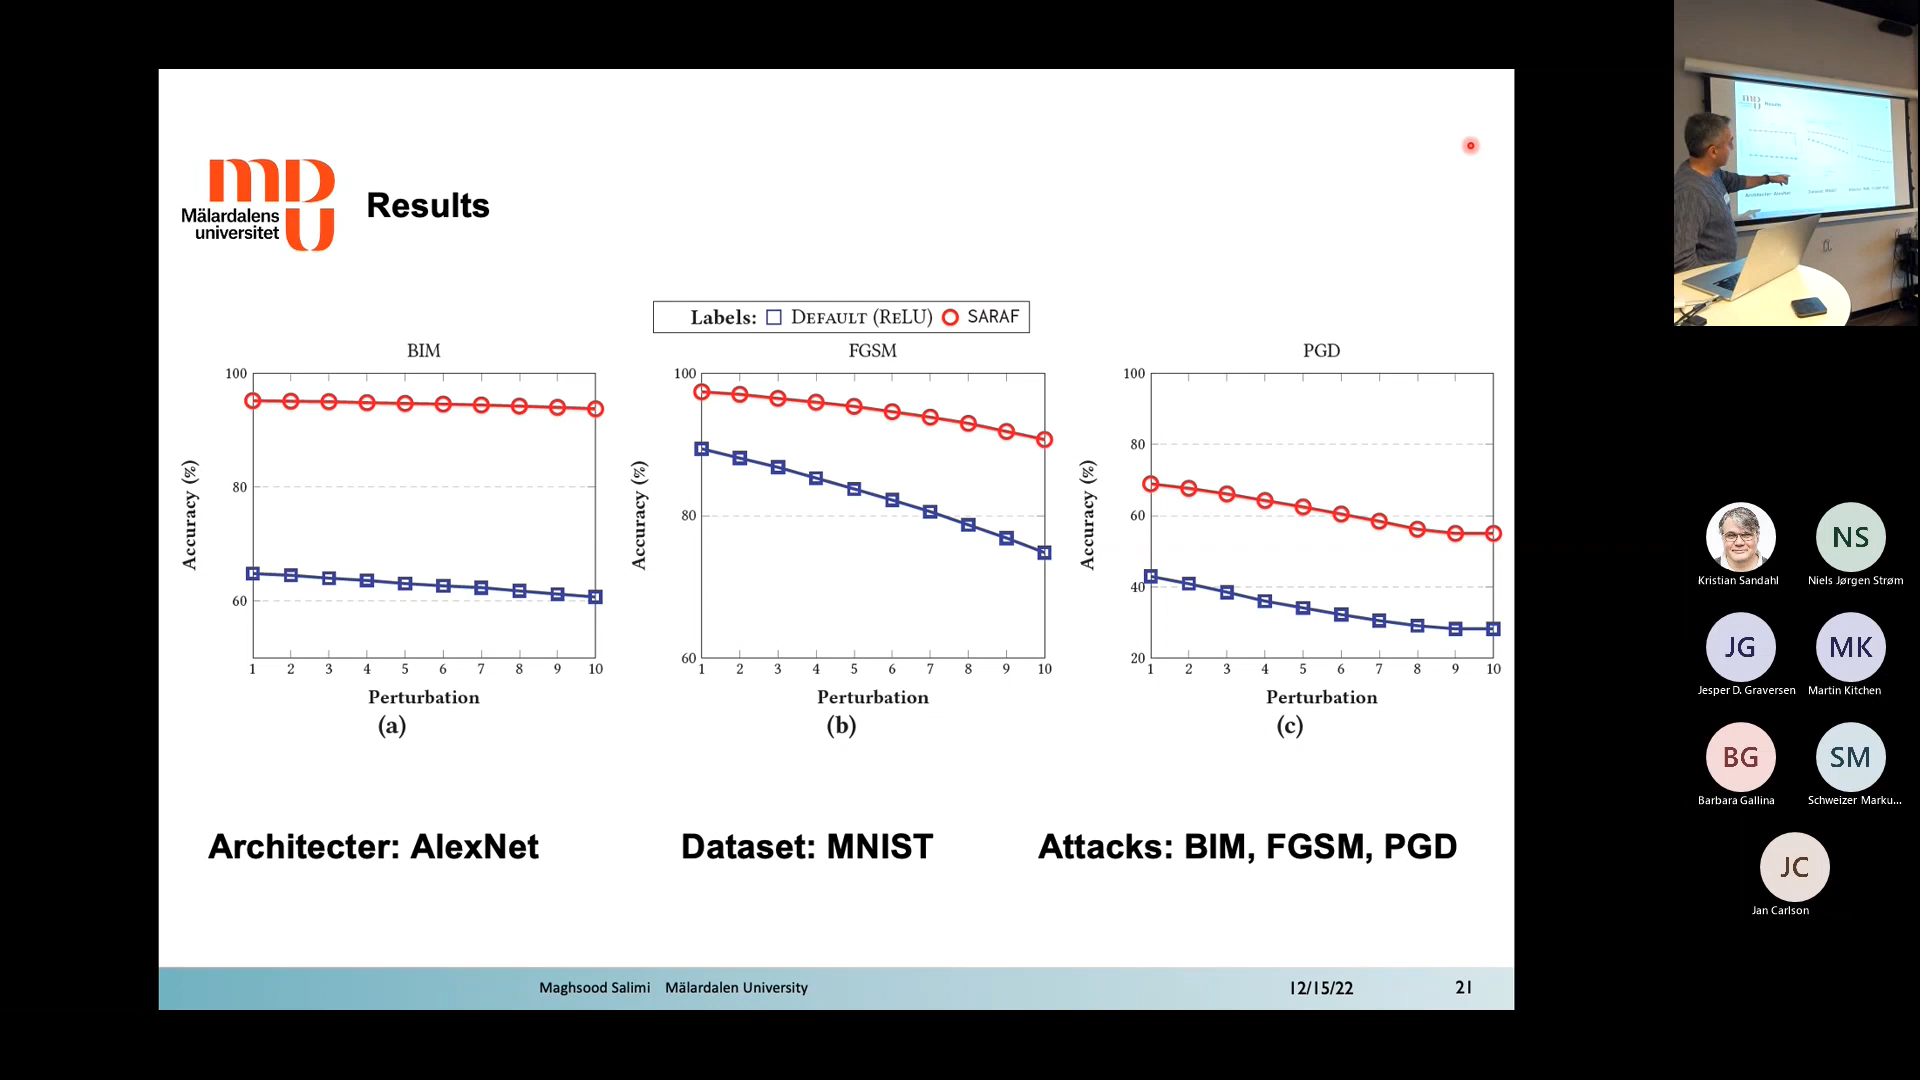 Mälardalens
universitet
Results
Labels: DEFAULT (RELU) SARAF
BIM
100
80
60
Accuracy (%)
1 2 3 4 5 6 7 8 9 10
Perturbation
(a)
FGSM
100
80
60
Accuracy (%)
1 2 3 4 5 6 7 8 9 10
Perturbation
(b)
PGD
100
80
60
40
20
Accuracy (%)
1 2 3 4 5 6 7 8 9 10
Perturbation
(c)
Architecter: AlexNet
Dataset: MNIST
Attacks: BIM, FGSM, PGD
Maghsood Salimi Mälardalen University
12/15/22
21
Results
Kristian Sandahl
NS
Niels Jørgen Strøm
JG
Jesper D. Graversen
MK
Martin Kitchen
BG
Barbara Gallina
SM
Schweizer Marku...
JC
Jan Carlson